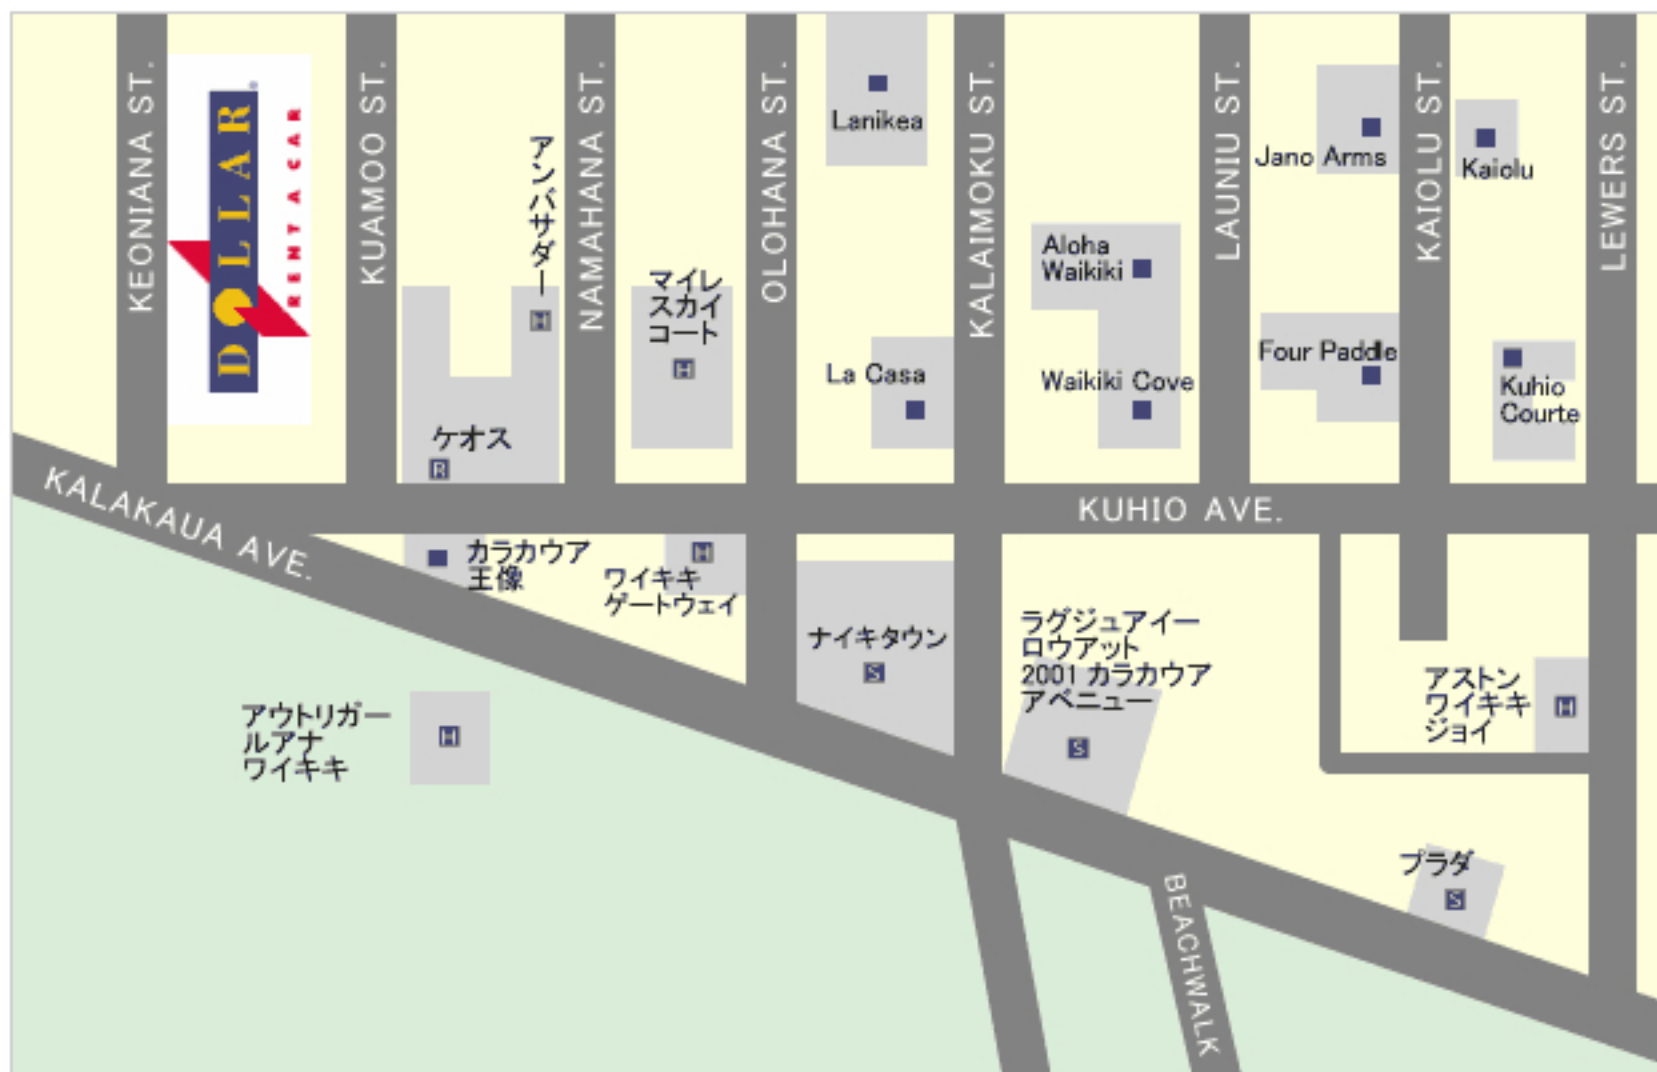 KEONIANA ST.
DOLLAR
RENT A CAR
KUAMOO ST.
アンバサダー
H
NAMAHANA ST.
マイレ
スカイ
コート
H
OLOHANA ST.
Lanikea
KALAIMOKU ST.
LAUNIU ST.
Jano Arms
KAIOLU ST.
Kaiolu
LEWERS ST.
Aloha
Waikiki
La Casa
Waikiki Cove
Four Paddle
Kuhio
Courte
ケオス
R
KALAKAUA AVE.
KUHIO AVE.
カラカウア
王像
H
ワイキキ
ゲートウェイ
ナイキタウン
S
ラグジュアイー
ロウアット
2001 カラカウア
アベニュー
S
アストン
ワイキキ
ジョイ
H
アウトリガー
ルアナ
ワイキキ
H
プラダ
S
BEACHWALK